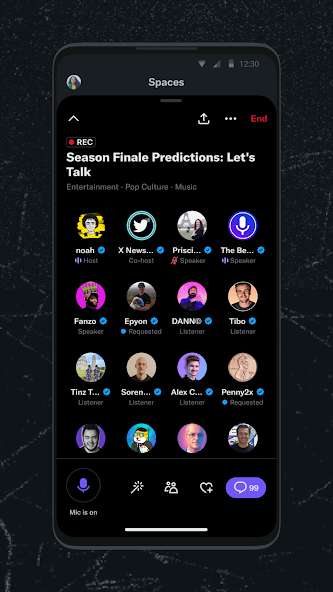 12:30
Spaces
End
REC
Season Finale Predictions: Let's
Talk
Entertainment · Pop Culture · Music
noah
X News...
Prisci...
The Be...
Host
Co-host
Speaker
Speaker
Fanzo
Epyon
DANN©
Tibo
Speaker
Requested
Listener
Listener
Tinz T...
Soren...
Alex C...
Penny2x
Listener
Listener
Listener
Requested
99
Mic is on